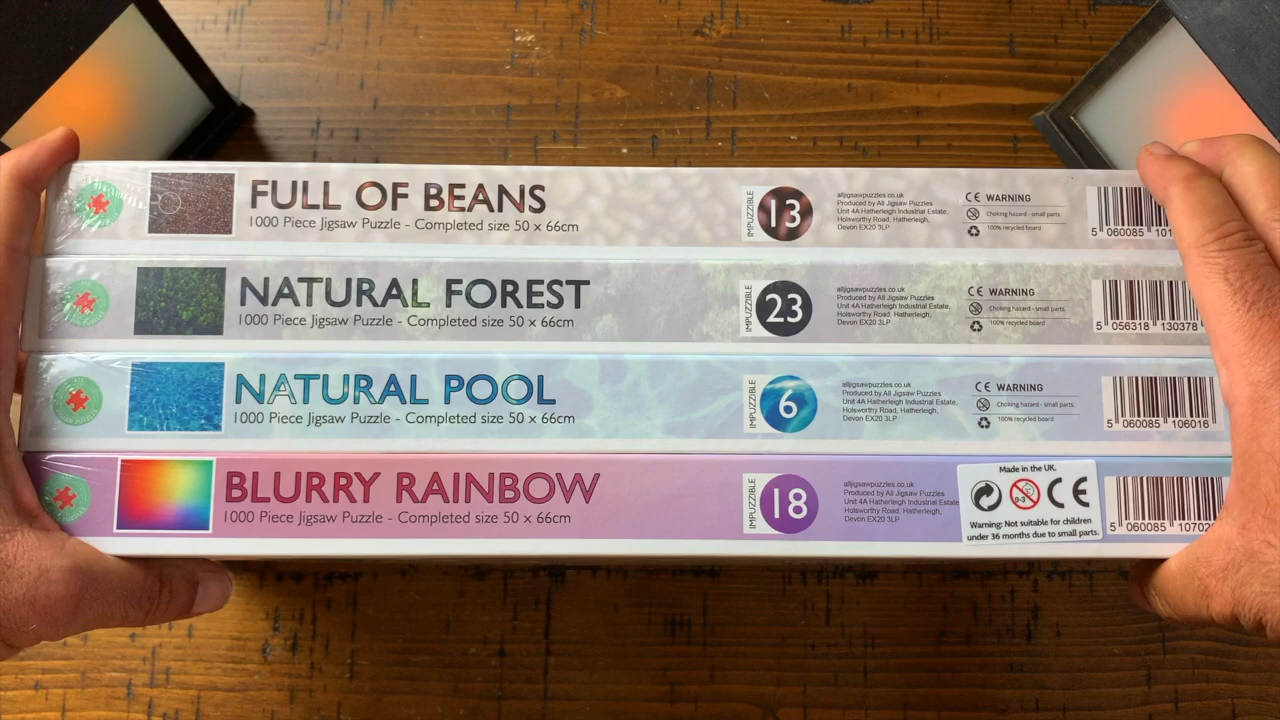 FULL OF BEANS
1000 Piece Jigsaw Puzzle - Completed size 50 x 66cm
IMPUZZIBLE
13
alljigsawpuzzles.co.uk
Produced by All Jigsaw Puzzles
Unit 4A Hatherleigh Industrial Estate,
Holsworthy Road, Hatherleigh,
Devon EX20 3LP
CE WARNING
Choking hazard - small parts.
100% recycled board
5 060085 101
NATURAL FOREST
1000 Piece Jigsaw Puzzle - Completed size 50 x 66cm
IMPUZZIBLE
23
alljigsawpuzzles.co.uk
Produced by All Jigsaw Puzzles
Unit 4A Hatherleigh Industrial Estate,
Holsworthy Road, Hatherleigh,
Devon EX20 3LP
CE WARNING
Choking hazard - small parts.
100% recycled board
5 056318 130378
NATURAL POOL
1000 Piece Jigsaw Puzzle - Completed size 50 x 66cm
IMPUZZIBLE
6
alljigsawpuzzles.co.uk
Produced by All Jigsaw Puzzles
Unit 4A Hatherleigh Industrial Estate,
Holsworthy Road, Hatherleigh,
Devon EX20 3LP
CE WARNING
Choking hazard - small parts.
100% recycled board
5 060085 106016
BLURRY RAINBOW
1000 Piece Jigsaw Puzzle - Completed size 50 x 66cm
IMPUZZIBLE
18
alljigsawpuzzles.co.uk
Produced by All Jigsaw Puzzles
Unit 4A Hatherleigh Industrial Estate,
Holsworthy Road, Hatherleigh,
Devon EX20 3LP
Made in the UK.
0-3
CE
Warning: Not suitable for children
under 36 months due to small parts.
5 060085 10702